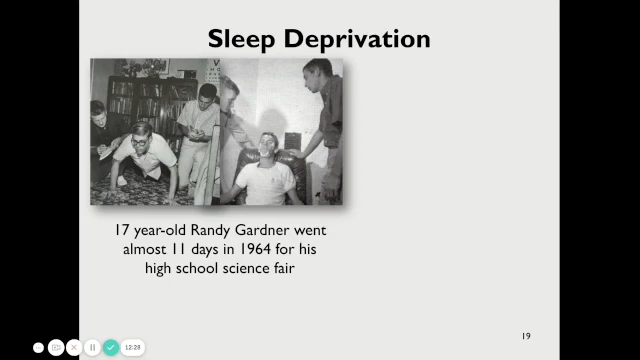 Sleep Deprivation
17 year-old Randy Gardner went
almost 11 days in 1964 for his
high school science fair
19
12:28